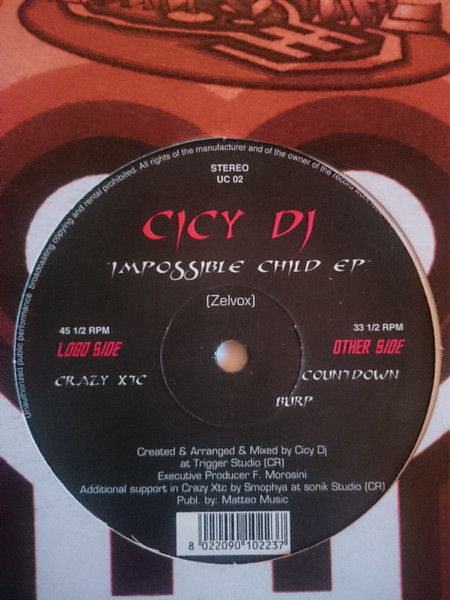 Unauthorized public performance broadcasting copying and rental prohibited. All rights of the manufacturer and of the owner of the record work
STEREO
UC 02
CICY DJ
"IMPOSSIBLE CHILD EP"
(Zelvox)
45 1/2 RPM
33 1/2 RPM
LOGO SIDE
OTHER SIDE
CRAZY XTC
COUNTDOWN
BURP
Created & Arranged & Mixed by Cicy Dj
at Trigger Studio (CR)
Executive Producer F. Morosini
Additional support in Crazy Xtc by Smophya at sonik Studio (CR)
Publ. by: Matteo Music
8 022090 102237